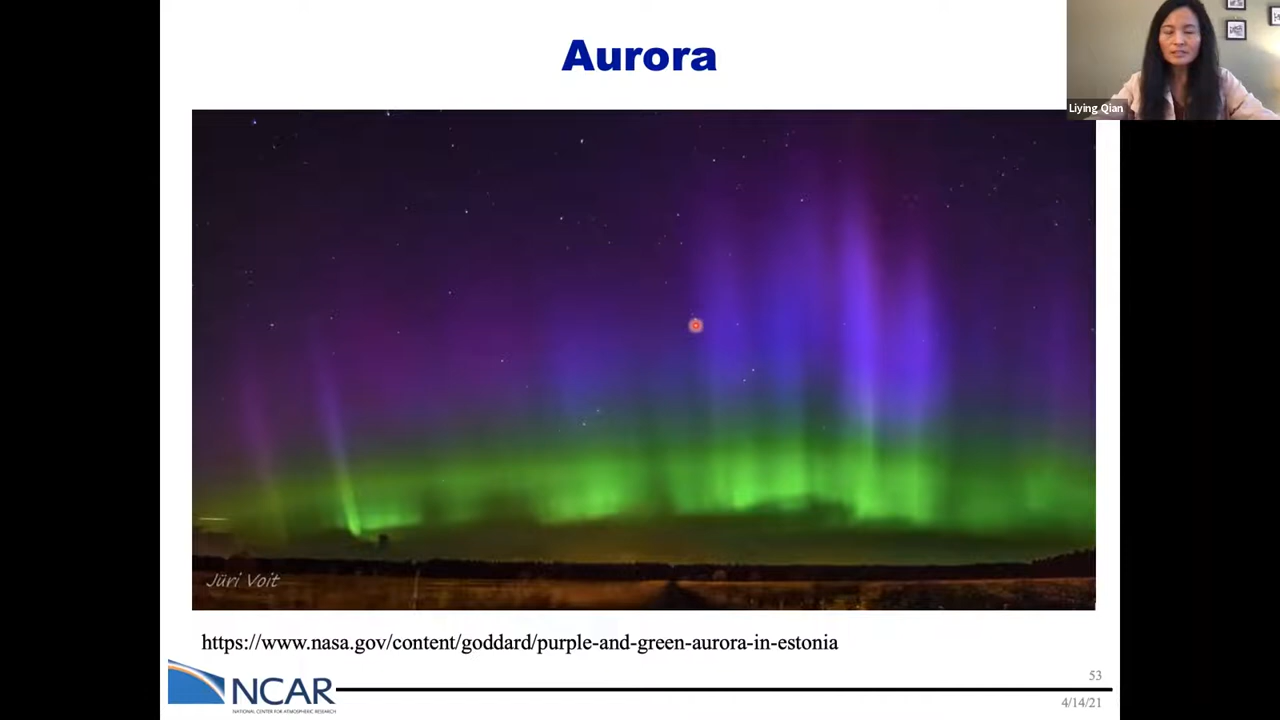 Aurora
Liying Qian
Jüri Voit
https://www.nasa.gov/content/goddard/purple-and-green-aurora-in-estonia
NCAR
NATIONAL CENTER FOR ATMOSPHERIC RESEARCH
53
4/14/21